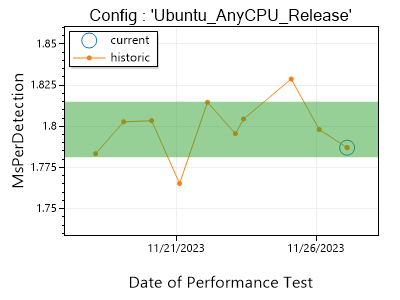 Config : 'Ubuntu_AnyCPU_Release'
current
historic
MsPerDetection
1.85
1.825
1.8
1.775
1.75
11/21/2023
11/26/2023
Date of Performance Test